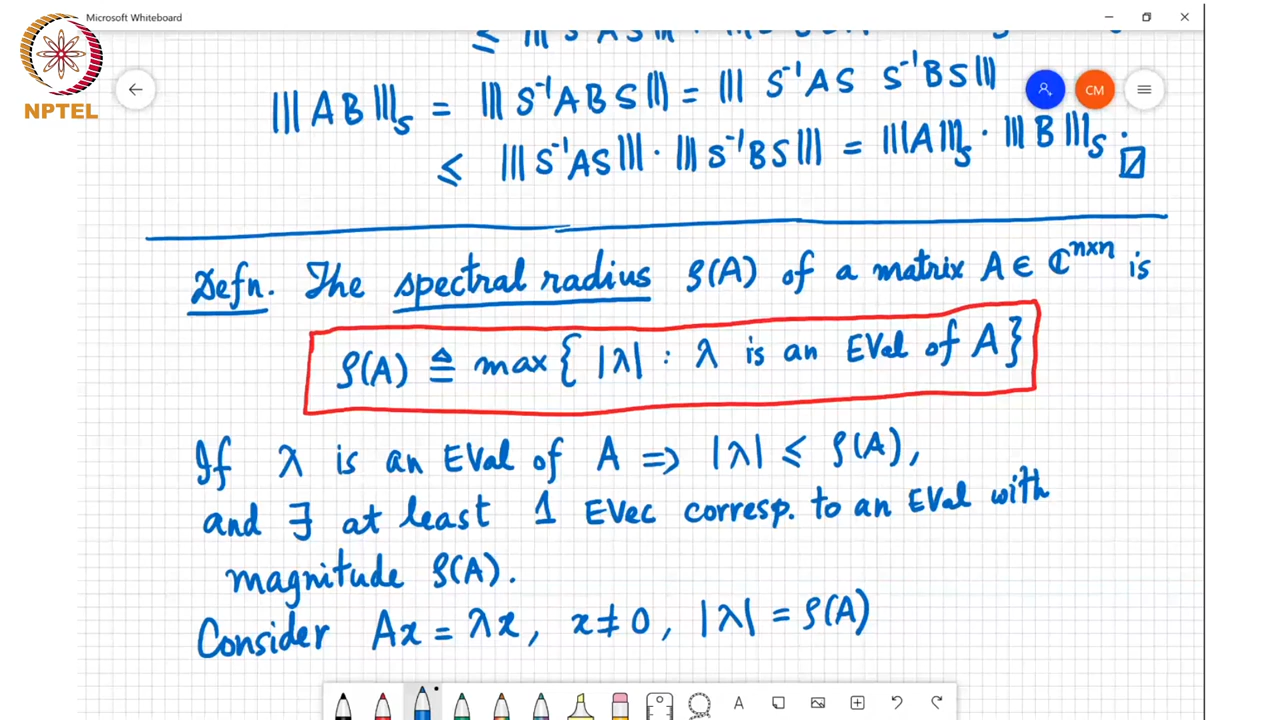 Microsoft Whiteboard
NPTEL
CM
≤ ||| S⁻¹AS ||| ·
||| AB |||_S = ||| S⁻¹ABS ||| = ||| S⁻¹AS S⁻¹BS |||
≤ ||| S⁻¹AS ||| · ||| S⁻¹BS ||| = |||A|||_S · ||| B |||_S .
Defn. The spectral radius ρ(A) of a matrix A ∈ ℂ^{n×n} is
ρ(A) ≜ max{ |λ| : λ is an EVal of A }
If λ is an EVal of A ⇒ |λ| ≤ ρ(A),
and ∃ at least 1 EVec corresp. to an EVal with
magnitude ρ(A).
Consider Ax = λx, x ≠ 0, |λ| = ρ(A)
A